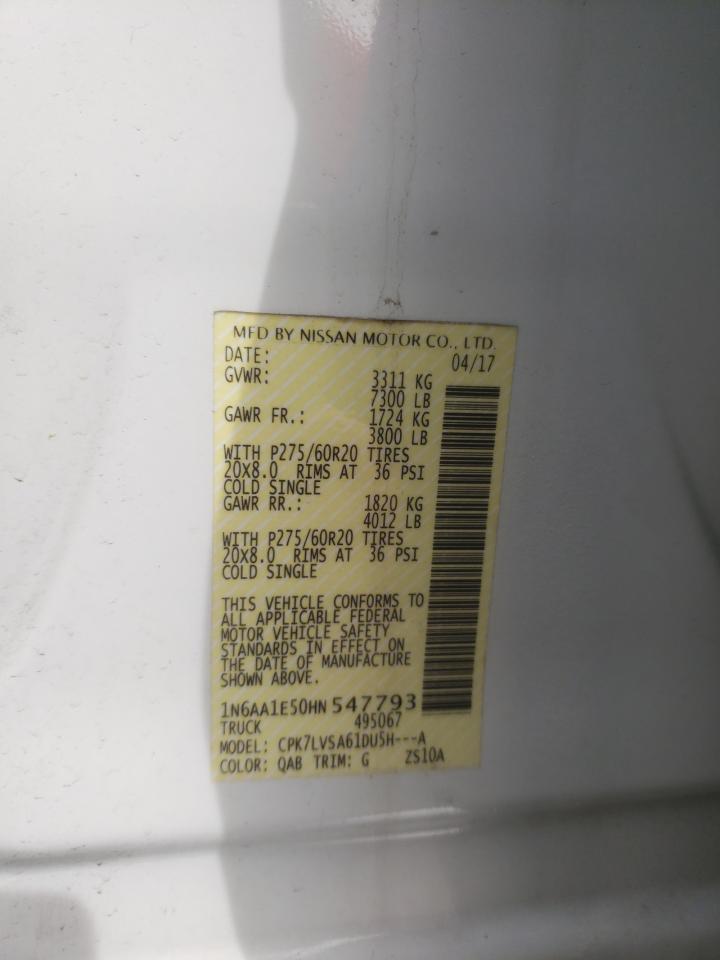 MFD BY NISSAN MOTOR CO., LTD.
DATE: 04/17
GVWR: 3311 KG
7300 LB
GAWR FR.: 1724 KG
3800 LB
WITH P275/60R20 TIRES
20X8.0 RIMS AT 36 PSI
COLD SINGLE
GAWR RR.: 1820 KG
4012 LB
WITH P275/60R20 TIRES
20X8.0 RIMS AT 36 PSI
COLD SINGLE
THIS VEHICLE CONFORMS TO
ALL APPLICABLE FEDERAL
MOTOR VEHICLE SAFETY
STANDARDS IN EFFECT ON
THE DATE OF MANUFACTURE
SHOWN ABOVE.
1N6AA1E50HN547793
TRUCK 495067
MODEL: CPK7LVSA61DU5H---A
COLOR: QAB TRIM: G ZS10A